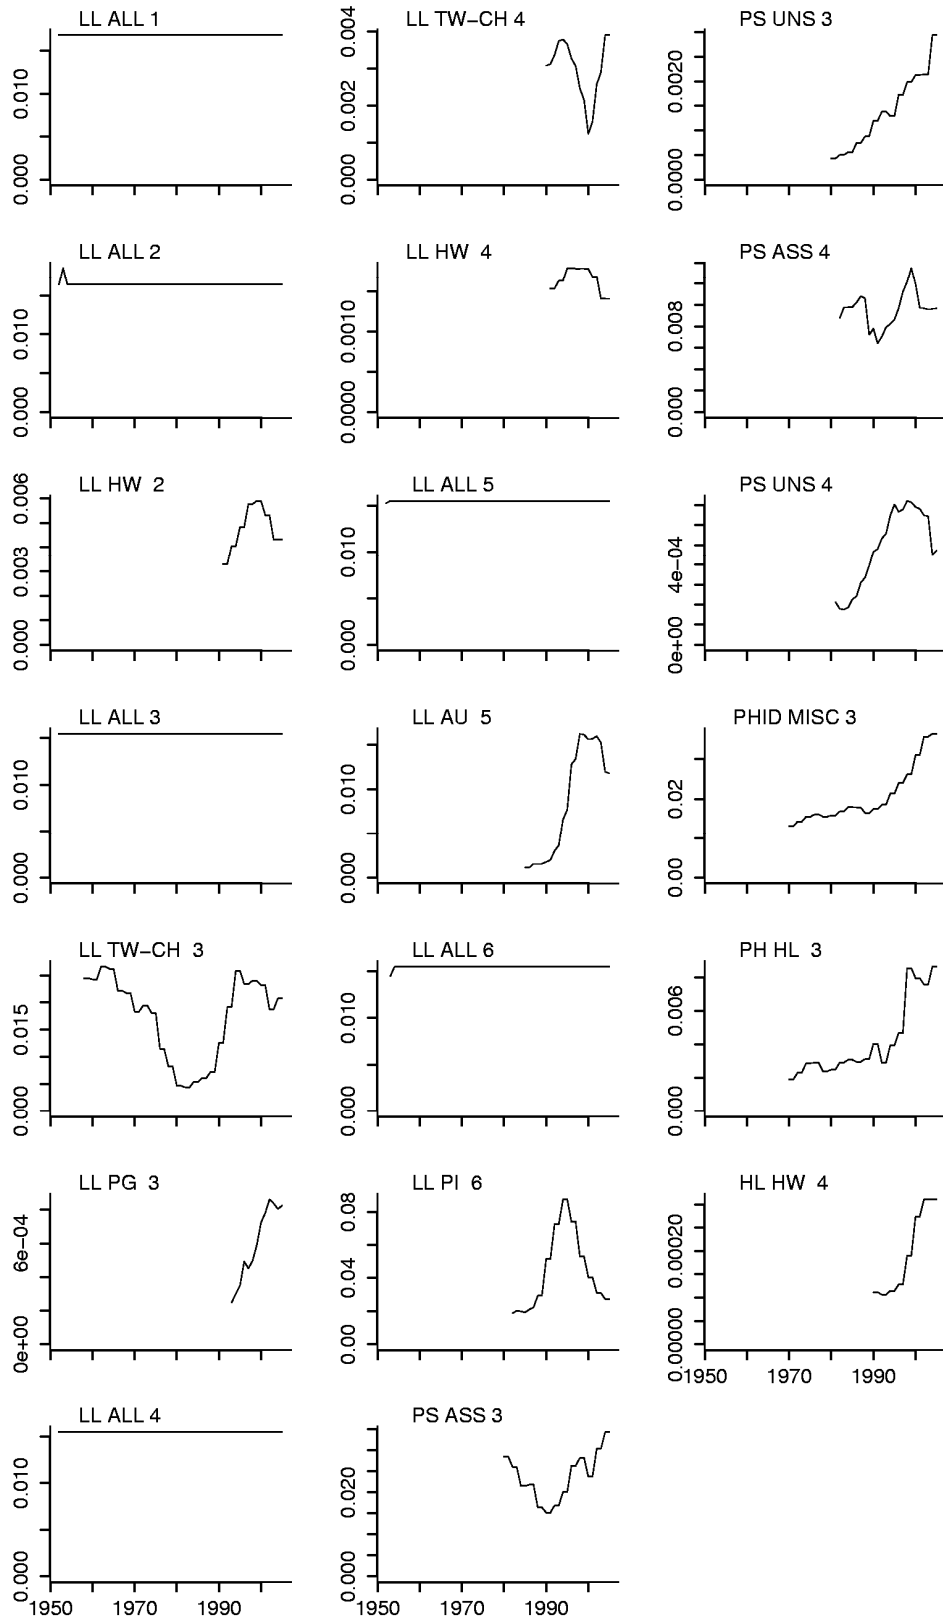 LL ALL 1
0.000
0.010
LL TW-CH 4
0.000
0.002
0.004
PS UNS 3
0.0000
0.0020
LL ALL 2
0.000
0.010
LL HW 4
0.0000
0.0010
PS ASS 4
0.000
0.008
LL HW 2
0.000
0.003
0.006
LL ALL 5
0.000
0.010
PS UNS 4
0e+00
4e-04
LL ALL 3
0.000
0.010
LL AU 5
0.000
0.010
PHID MISC 3
0.00
0.02
LL TW-CH 3
0.000
0.015
LL ALL 6
0.000
0.010
PH HL 3
0.000
0.006
LL PG 3
0e+00
6e-04
LL PI 6
0.00
0.04
0.08
HL HW 4
0.00000
0.00020
1950 1970 1990
LL ALL 4
0.000
0.010
1950 1970 1990
PS ASS 3
0.000
0.020
1950 1970 1990